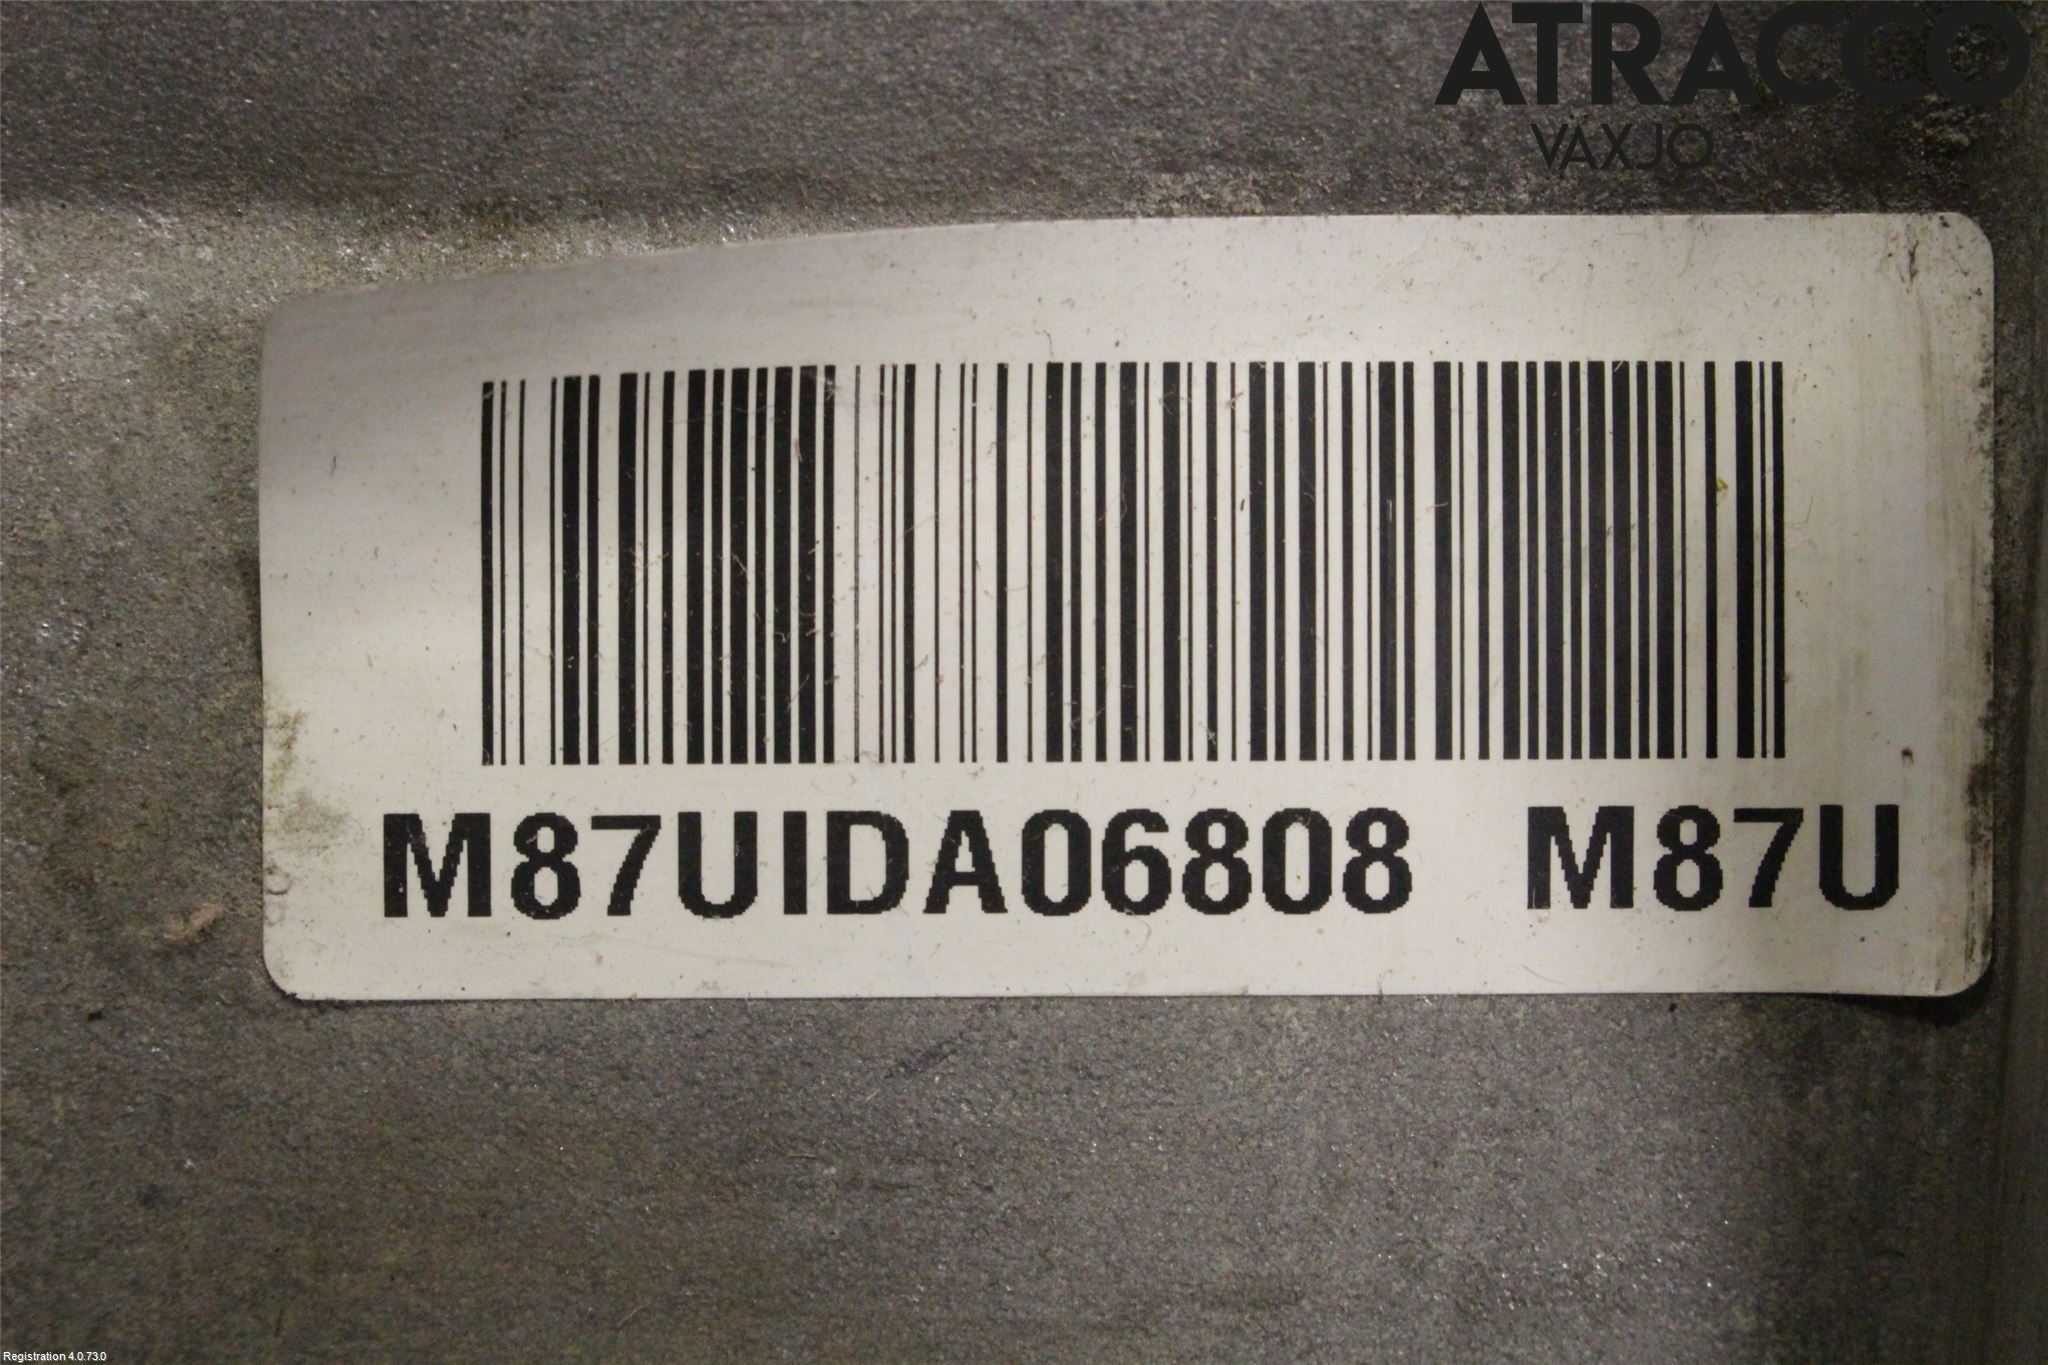 ATRACCO
VÄXJÖ
M87UIDA06808 M87U
Registration 4.0.73.0